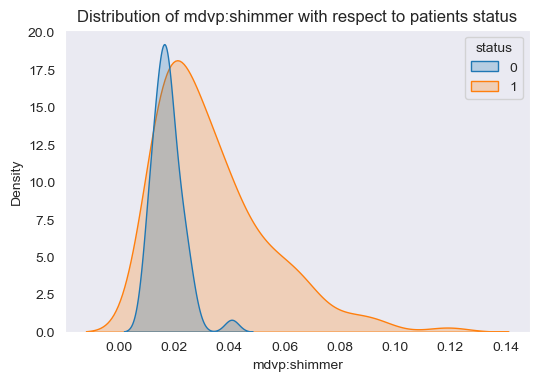 Distribution of mdvp:shimmer with respect to patients status
20.0
17.5
15.0
12.5
10.0
7.5
5.0
2.5
0.0
Density
status
0
1
0.00 0.02 0.04 0.06 0.08 0.10 0.12 0.14
mdvp:shimmer